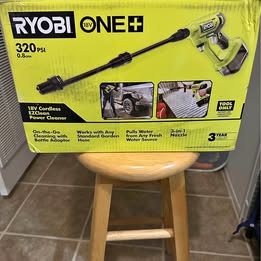 RYOBI 18V ONE+
320 PSI
0.8 GPM
18V Cordless
EZClean
Power Cleaner
TOOL
ONLY
On-the-Go
Cleaning with
Bottle Adaptor
Works with Any
Standard Garden
Hose
Pulls Water
from Any Fresh
Water Source
3-in-1
Nozzle
3 YEAR